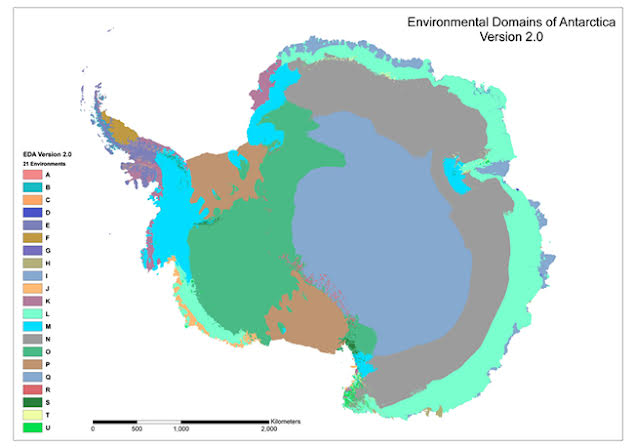 Environmental Domains of Antarctica
Version 2.0
EDA Version 2.0
21 Environments
A
B
C
D
E
F
G
H
I
J
K
L
M
N
O
P
Q
R
S
T
U
Kilometers
0 500 1,000 2,000